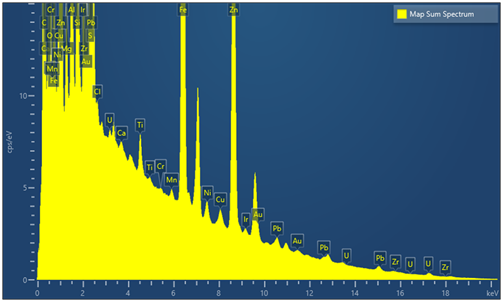 Map Sum Spectrum
Cr Al Ir Fe Zn
C Zn Si Pb
O Cu S
C Ni Mg Zr
Mn Au
Fe
Cl
U Ca Ti
Ti Cr Mn
Ni Cu Ir Au
Pb Au Pb U
Pb Zr U U Zr
cps/eV
10
5
0
0 2 4 6 8 10 12 14 16 18 keV